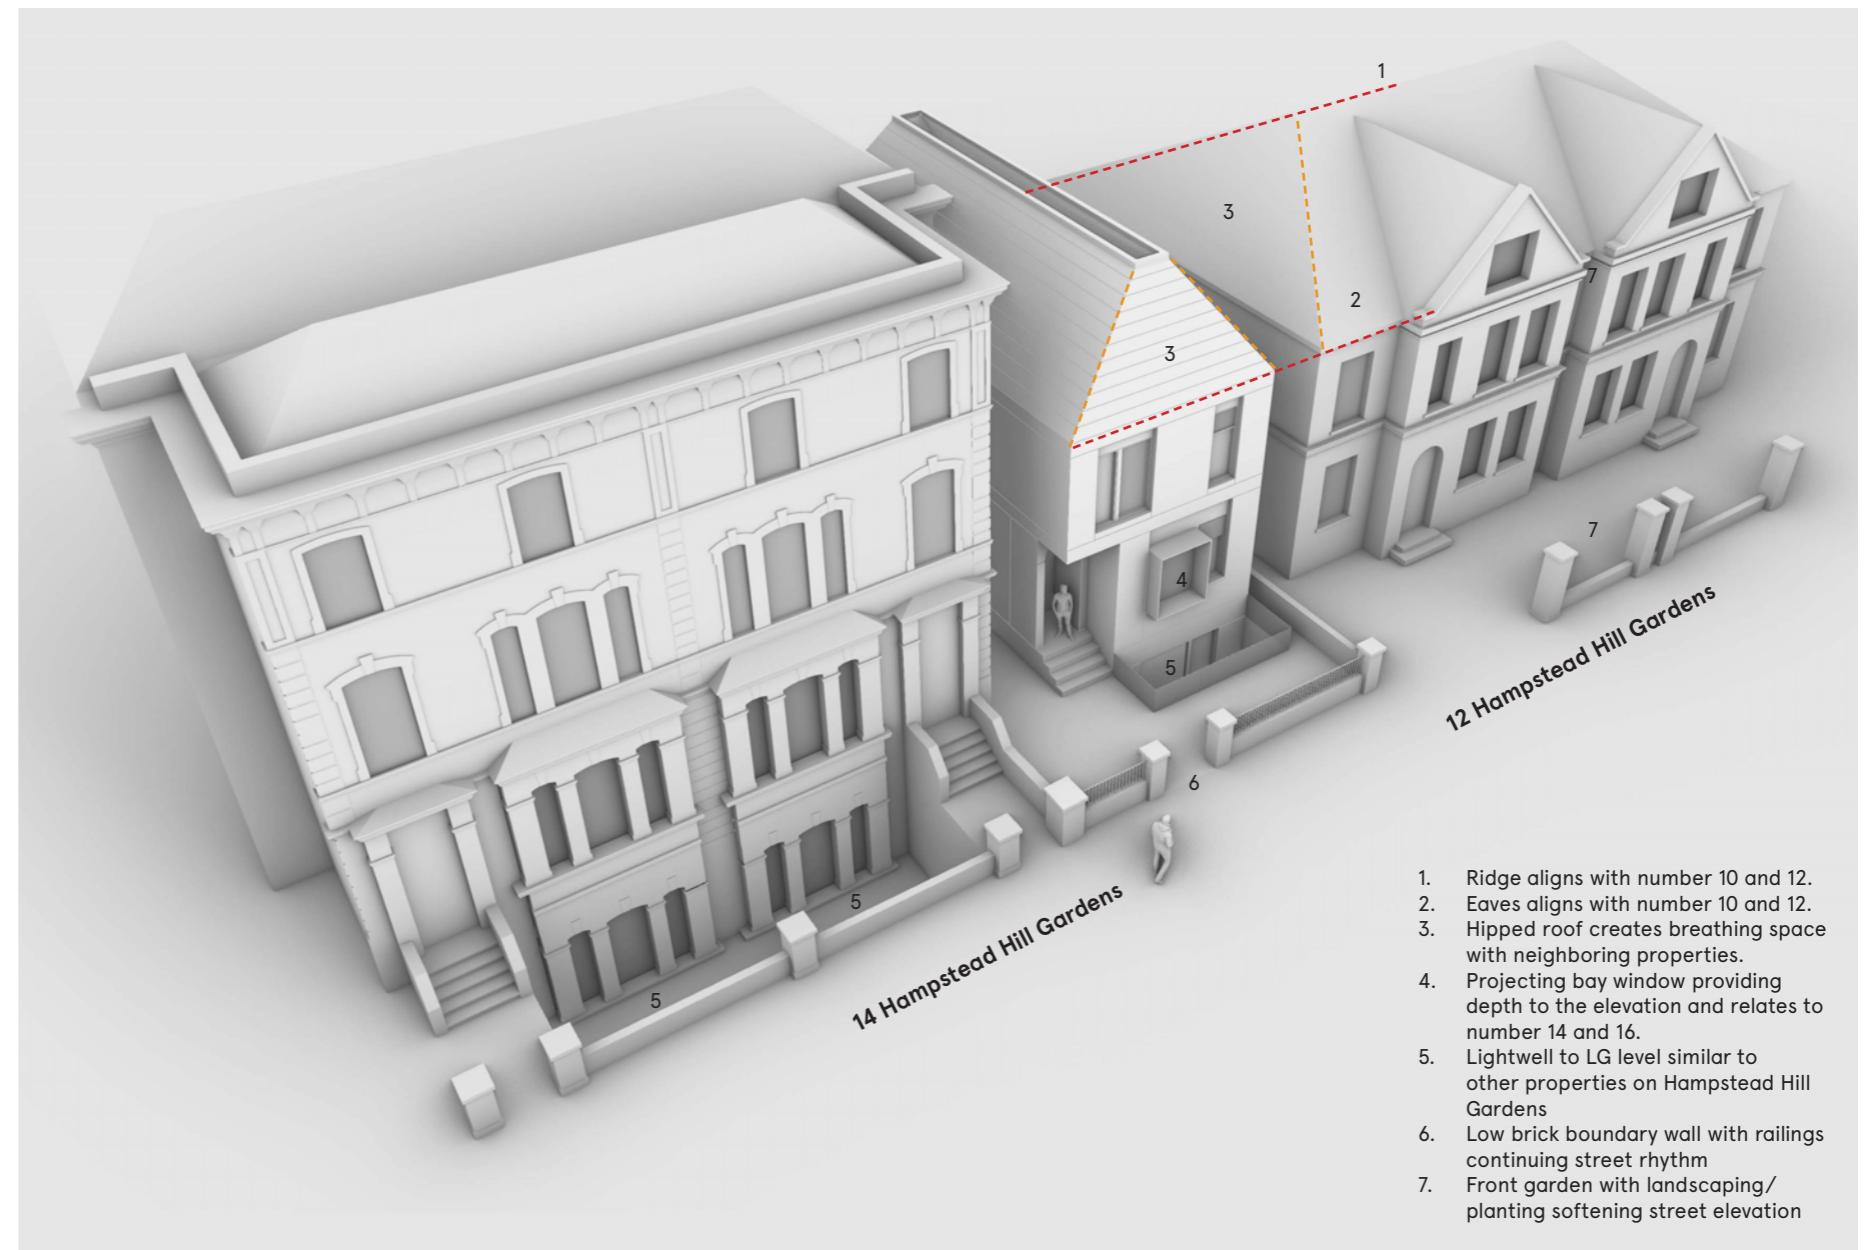 1
3
7
2
3
7
4
12 Hampstead Hill Gardens
5
6
5
14 Hampstead Hill Gardens
5
1. Ridge aligns with number 10 and 12.
2. Eaves aligns with number 10 and 12.
3. Hipped roof creates breathing space
with neighboring properties.
4. Projecting bay window providing
depth to the elevation and relates to
number 14 and 16.
5. Lightwell to LG level similar to
other properties on Hampstead Hill
Gardens
6. Low brick boundary wall with railings
continuing street rhythm
7. Front garden with landscaping/
planting softening street elevation